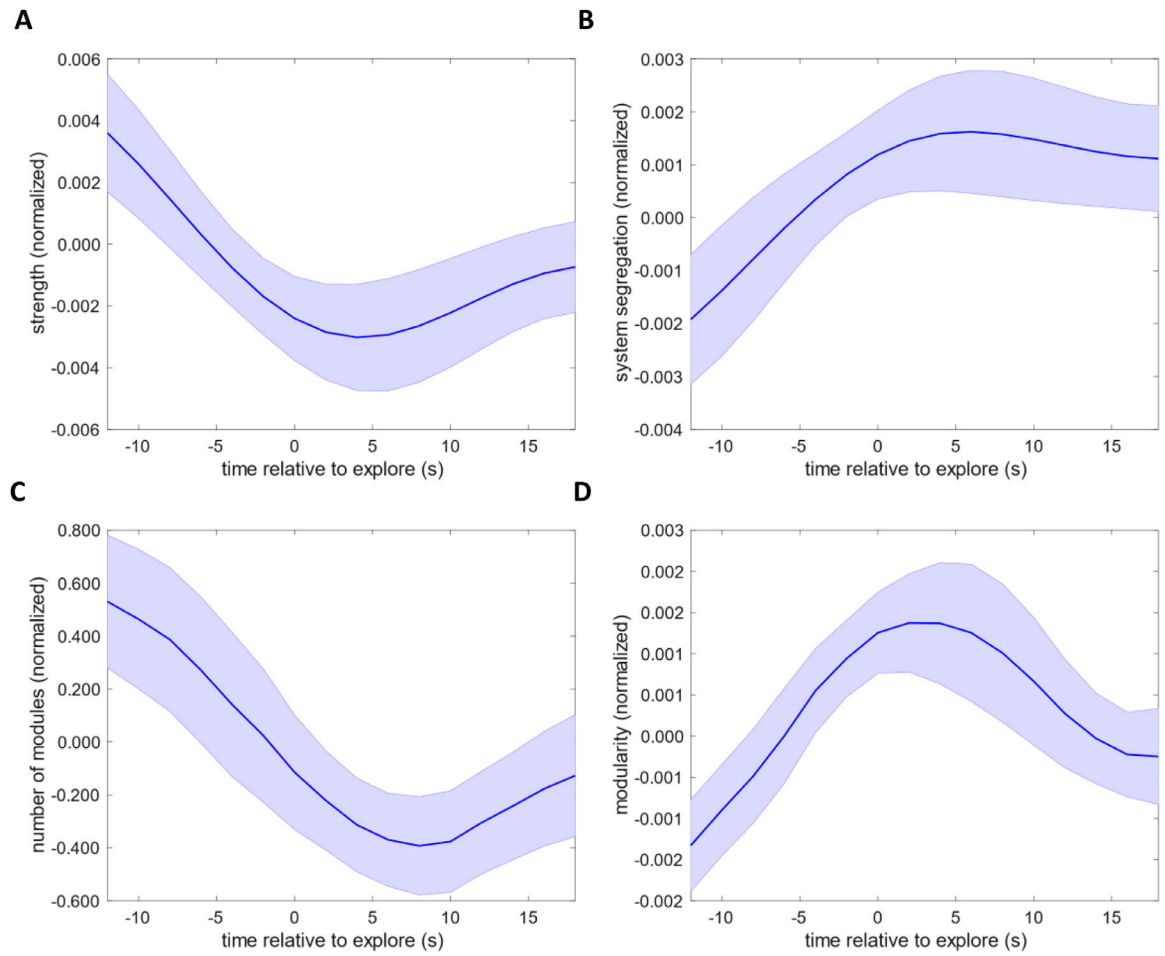 A
B
0.006
0.004
0.002
0.000
-0.002
-0.004
-0.006
strength (normalized)
-10 -5 0 5 10 15
time relative to explore (s)
0.003
0.002
0.001
0.000
-0.001
-0.002
-0.003
-0.004
system segregation (normalized)
-10 -5 0 5 10 15
time relative to explore (s)
C
D
0.800
0.600
0.400
0.200
0.000
-0.200
-0.400
-0.600
number of modules (normalized)
-10 -5 0 5 10 15
time relative to explore (s)
0.003
0.002
0.002
0.001
0.001
0.000
-0.001
-0.001
-0.002
-0.002
modularity (normalized)
-10 -5 0 5 10 15
time relative to explore (s)